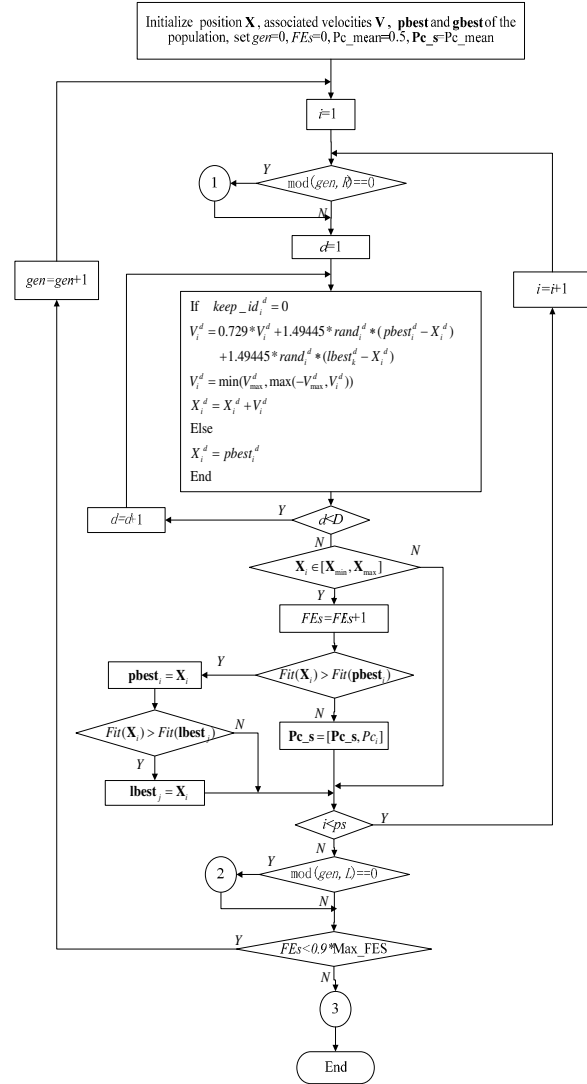 Initialize position X, associated velocities V, pbest and gbest of the
population, set gen=0, FEs=0, Pc_mean=0.5, Pc_s=Pc_mean
i=1
Y
1
mod(gen, R)==0
N
d=1
gen=gen+1
i=i+1
If keep_id_i^d = 0
V_i^d = 0.729*V_i^d +1.49445*rand_i^d *(pbest_i^d − X_i^d)
+1.49445*rand_i^d *(lbest_k^d − X_i^d)
V_i^d = min(V_max^d, max(−V_max^d, V_i^d))
X_i^d = X_i^d + V_i^d
Else
X_i^d = pbest_i^d
End
Y
d=d+1
d<D
N
N
X_i ∈ [X_min, X_max]
Y
FEs=FEs+1
Y
pbest_i = X_i
Fit(X_i) > Fit(pbest_i)
N
Fit(X_i) > Fit(lbest_j)
N
Pc_s = [Pc_s, Pc_i]
Y
lbest_j = X_i
i<ps
Y
N
Y
2
mod(gen, L)==0
N
Y
FEs<0.9*Max_FES
N
3
End